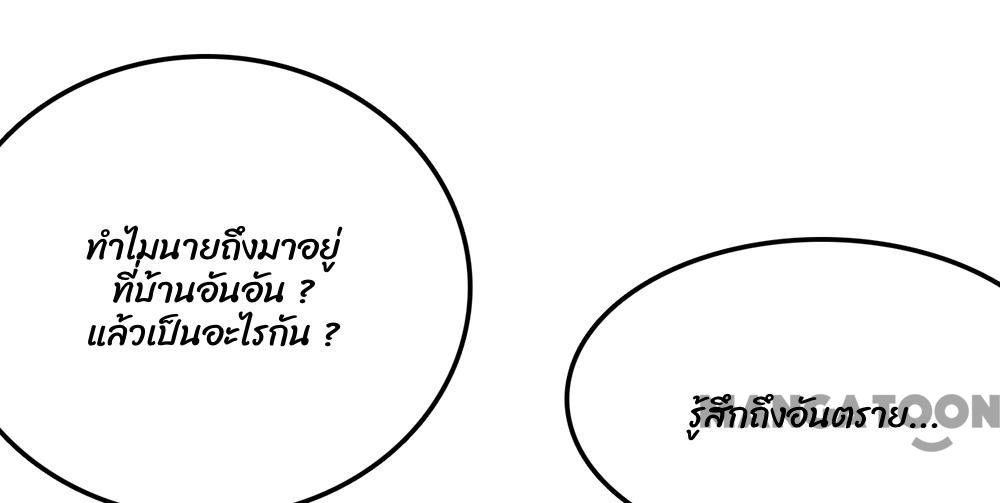 ทำไมนายถึงมาอยู่
ที่บ้านอันอัน ?
แล้วเป็นอะไรกัน ?
รู้สึกถึงอันตราย...
MANGATOON